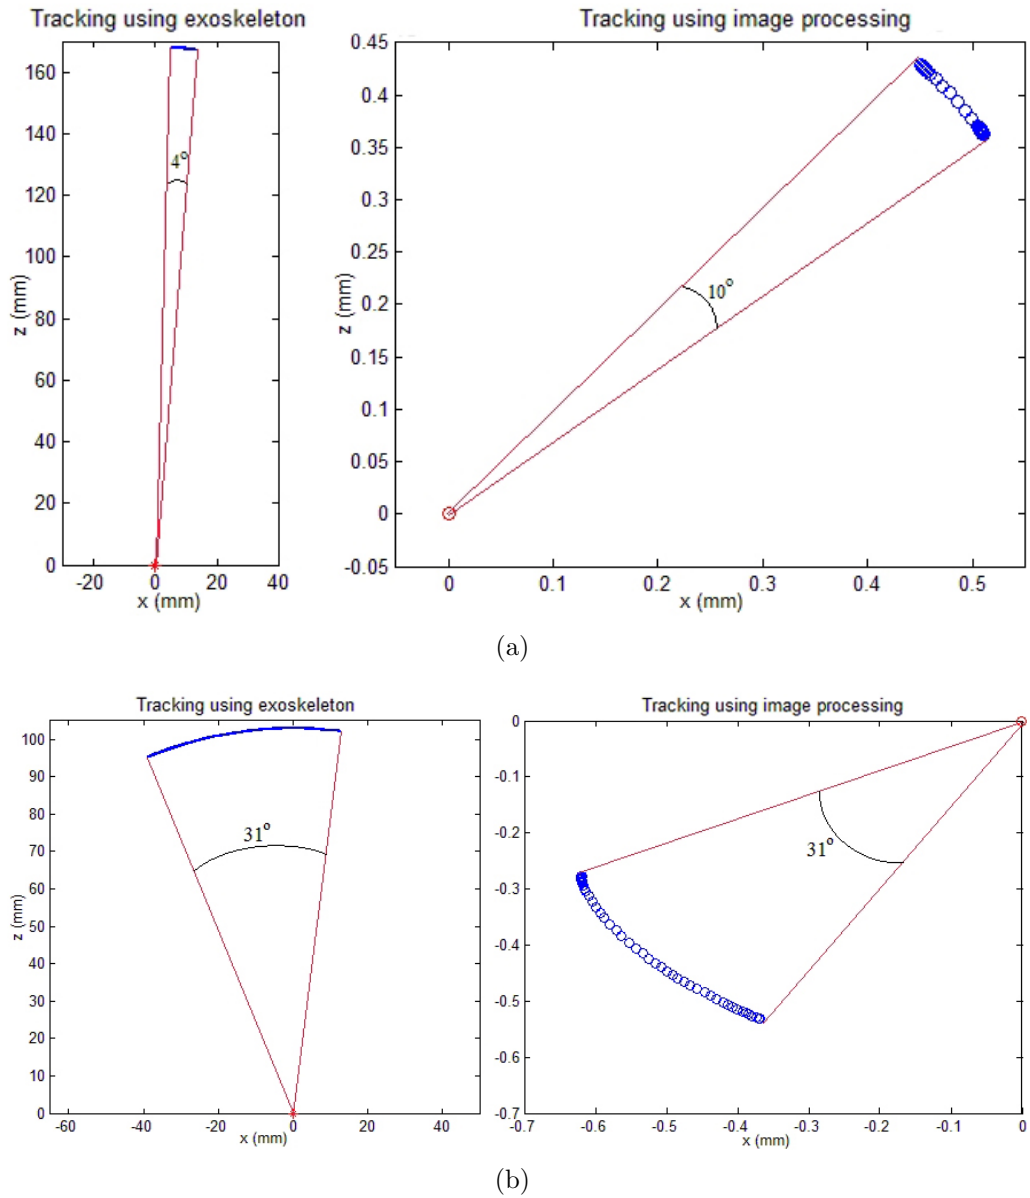 Tracking using exoskeleton
160
140
120
100
80
60
40
20
0
z (mm)
4°
-20 0 20 40
x (mm)
Tracking using image processing
0.45
0.4
0.35
0.3
0.25
0.2
0.15
0.1
0.05
0
-0.05
z (mm)
10°
0 0.1 0.2 0.3 0.4 0.5
x (mm)
(a)
Tracking using exoskeleton
100
90
80
70
60
50
40
30
20
10
0
z (mm)
31°
-60 -40 -20 0 20 40
x (mm)
Tracking using image processing
0
-0.1
-0.2
-0.3
-0.4
-0.5
-0.6
-0.7
31°
-0.7 -0.6 -0.5 -0.4 -0.3 -0.2 -0.1 0
x (mm)
(b)